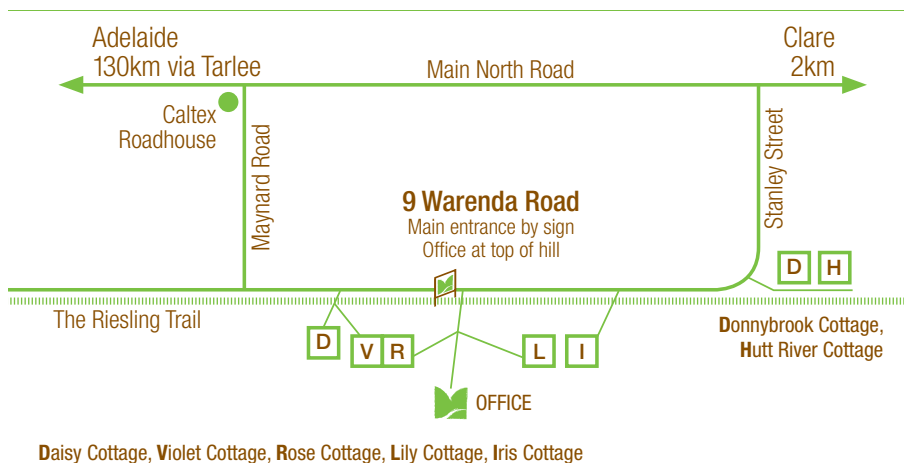 Adelaide
130km via Tarlee
Main North Road
Clare
2km
Caltex
Roadhouse
Maynard Road
Stanley Street
9 Warenda Road
Main entrance by sign
Office at top of hill
D H
The Riesling Trail
D V R L I
Donnybrook Cottage,
Hutt River Cottage
OFFICE
Daisy Cottage, Violet Cottage, Rose Cottage, Lily Cottage, Iris Cottage